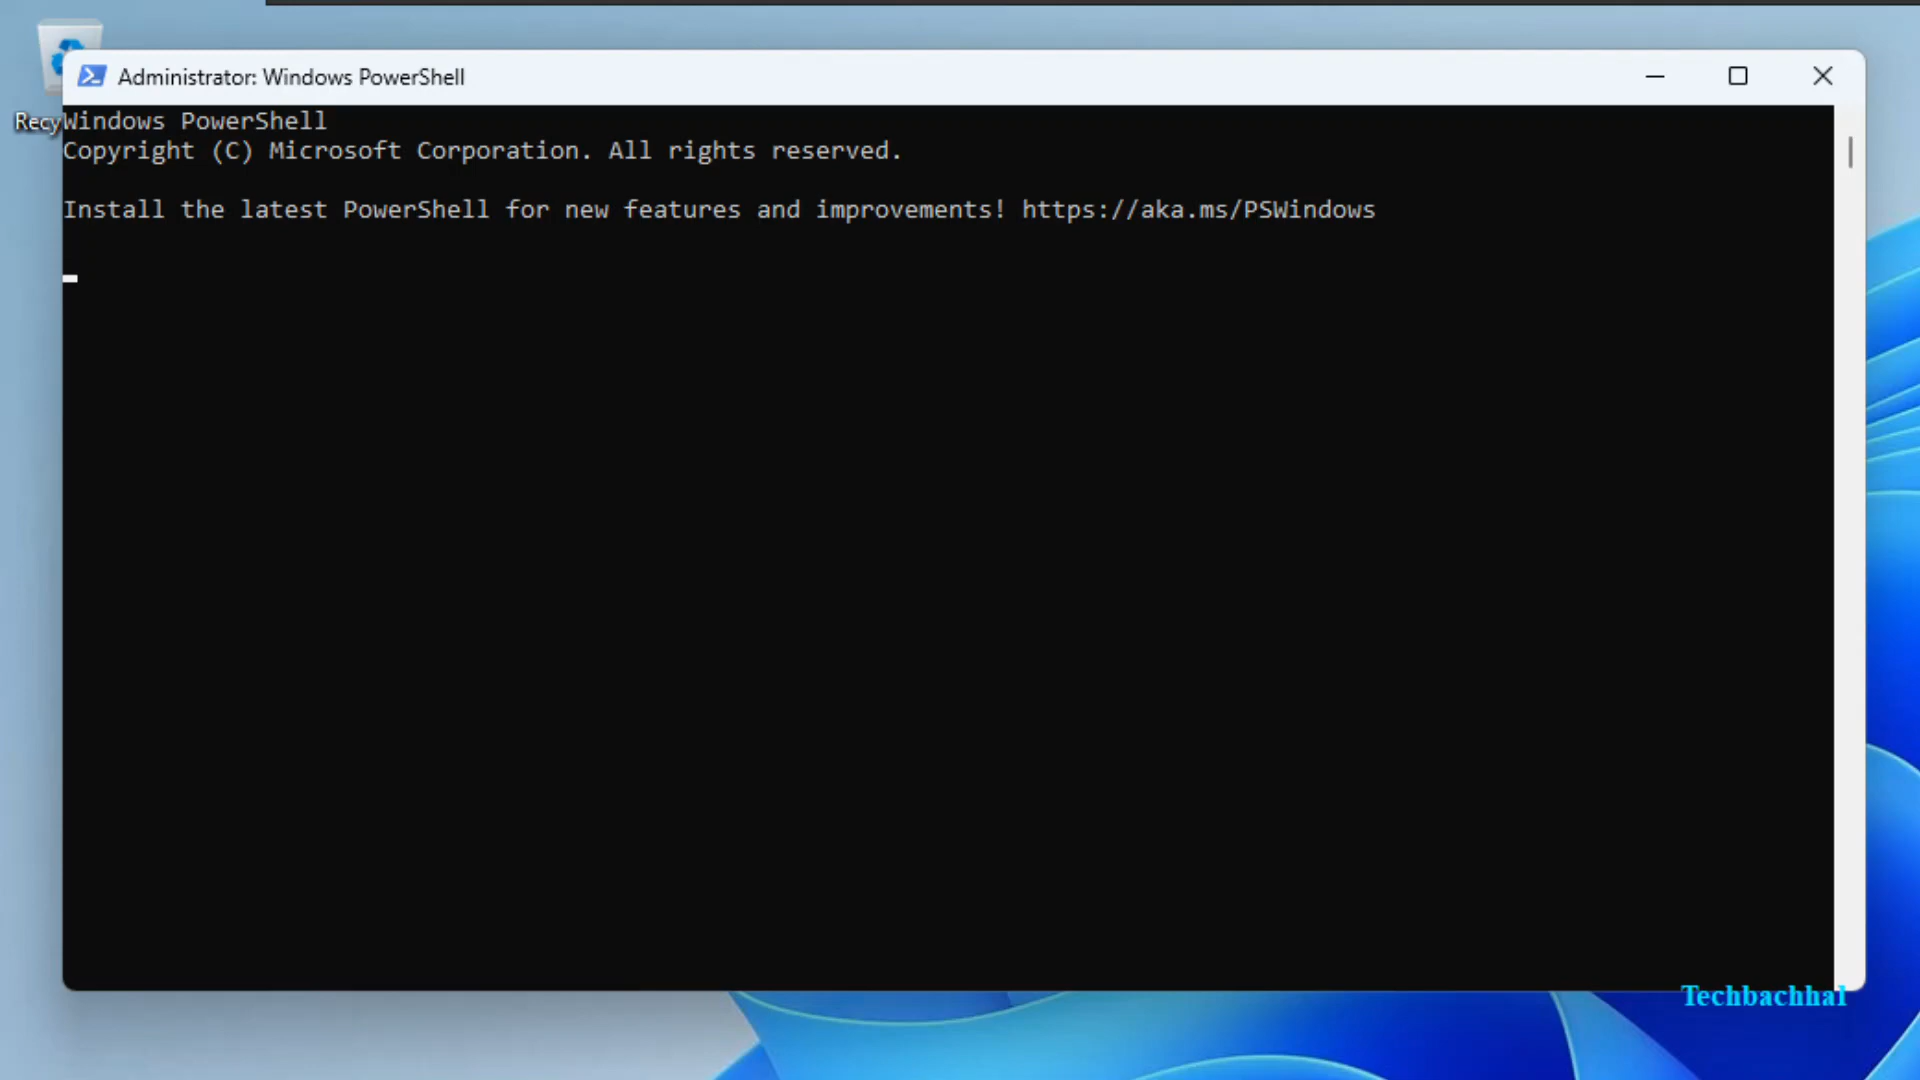 Administrator: Windows PowerShell
Recy
Windows PowerShell
Copyright (C) Microsoft Corporation. All rights reserved.
Install the latest PowerShell for new features and improvements! https://aka.ms/PSWindows
Techbachhal